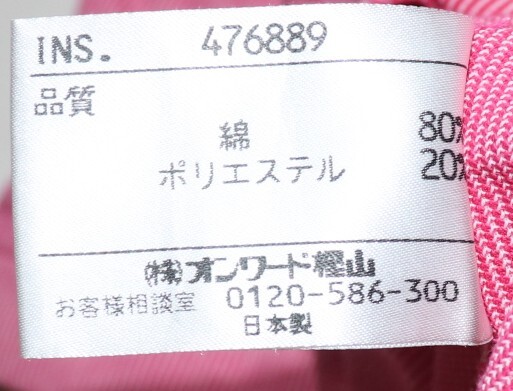 INS. 476889
品質
綿 80%
ポリエステル 20%
(株)オンワード樫山
お客様相談室 0120-586-300
日本製